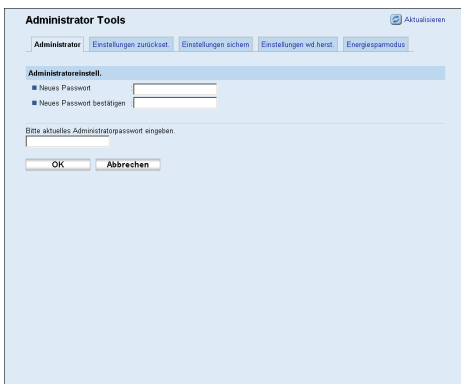 Administrator Tools
Aktualisieren
Administrator
Einstellungen zurückset.
Einstellungen sichern
Einstellungen wd.herst.
Energiesparmodus
Administratoreinstell.
Neues Passwort :
Neues Passwort bestätigen :
Bitte aktuelles Administratorpasswort eingeben.
OK
Abbrechen